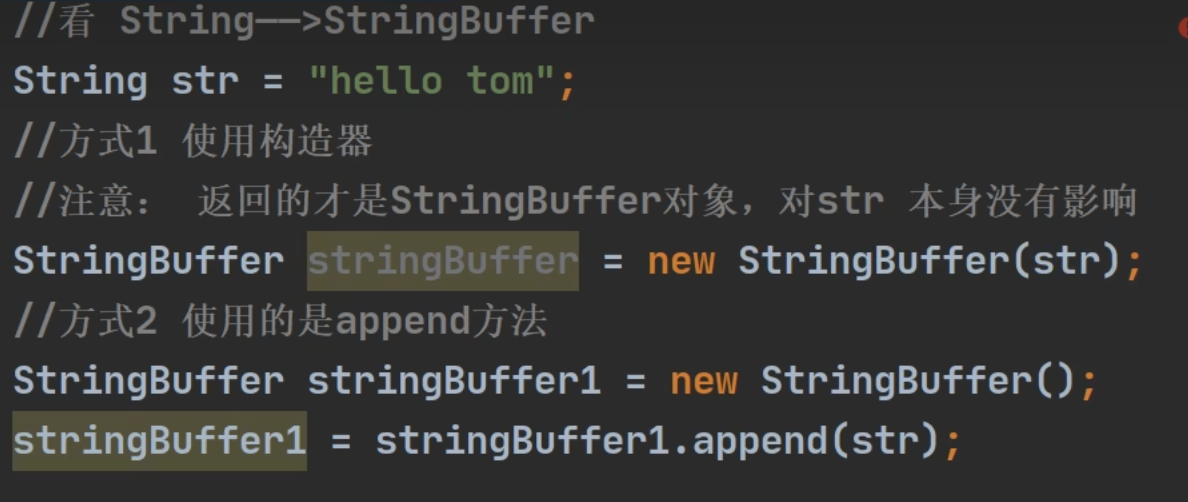 //看 String——>StringBuffer
String str = "hello tom";
//方式1 使用构造器
//注意： 返回的才是StringBuffer对象，对str 本身没有影响
StringBuffer stringBuffer = new StringBuffer(str);
//方式2 使用的是append方法
StringBuffer stringBuffer1 = new StringBuffer();
stringBuffer1 = stringBuffer1.append(str);